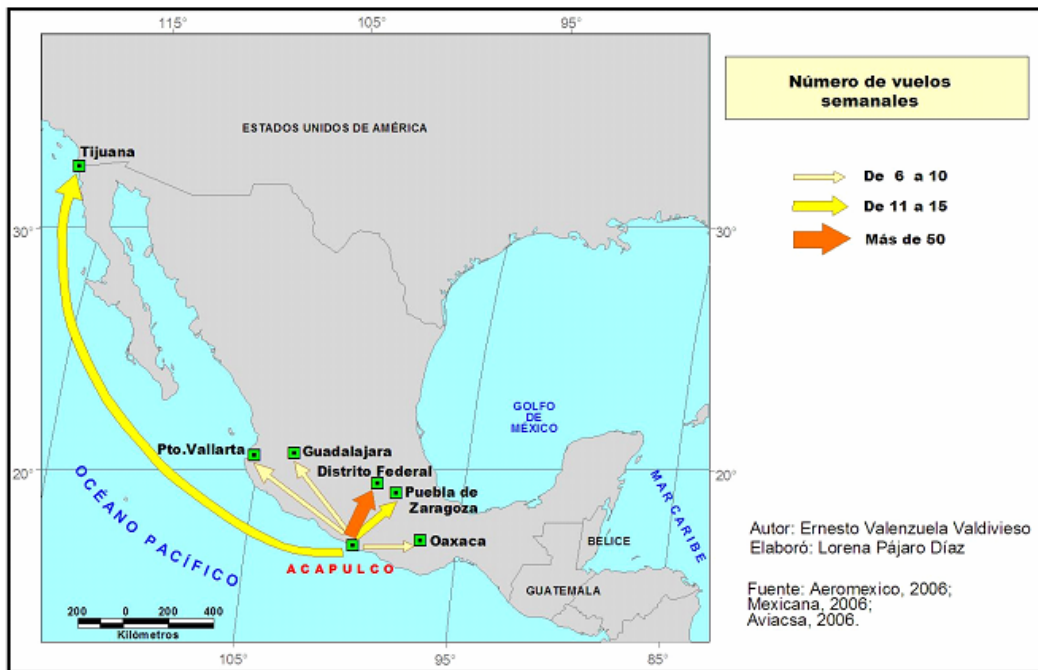 115°
105°
95°
Número de vuelos
semanales
ESTADOS UNIDOS DE AMÉRICA
Tijuana
De 6 a 10
De 11 a 15
30°
30°
Más de 50
GOLFO
DE
MÉXICO
Pto.Vallarta
Guadalajara
Distrito Federal
20°
20°
Puebla de
Zaragoza
OCÉANO PACÍFICO
MAR CARIBE
Oaxaca
BELICE
ACAPULCO
GUATEMALA
Autor: Ernesto Valenzuela Valdivieso
Elaboró: Lorena Pájaro Díaz
Fuente: Aeromexico, 2006;
Mexicana, 2006;
Aviacsa, 2006.
200 0 200 400
Kilómetros
105°
95°
85°